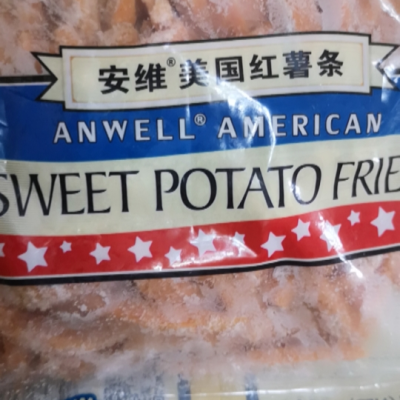 安维®美国红薯条
ANWELL® AMERICAN
SWEET POTATO FRIE